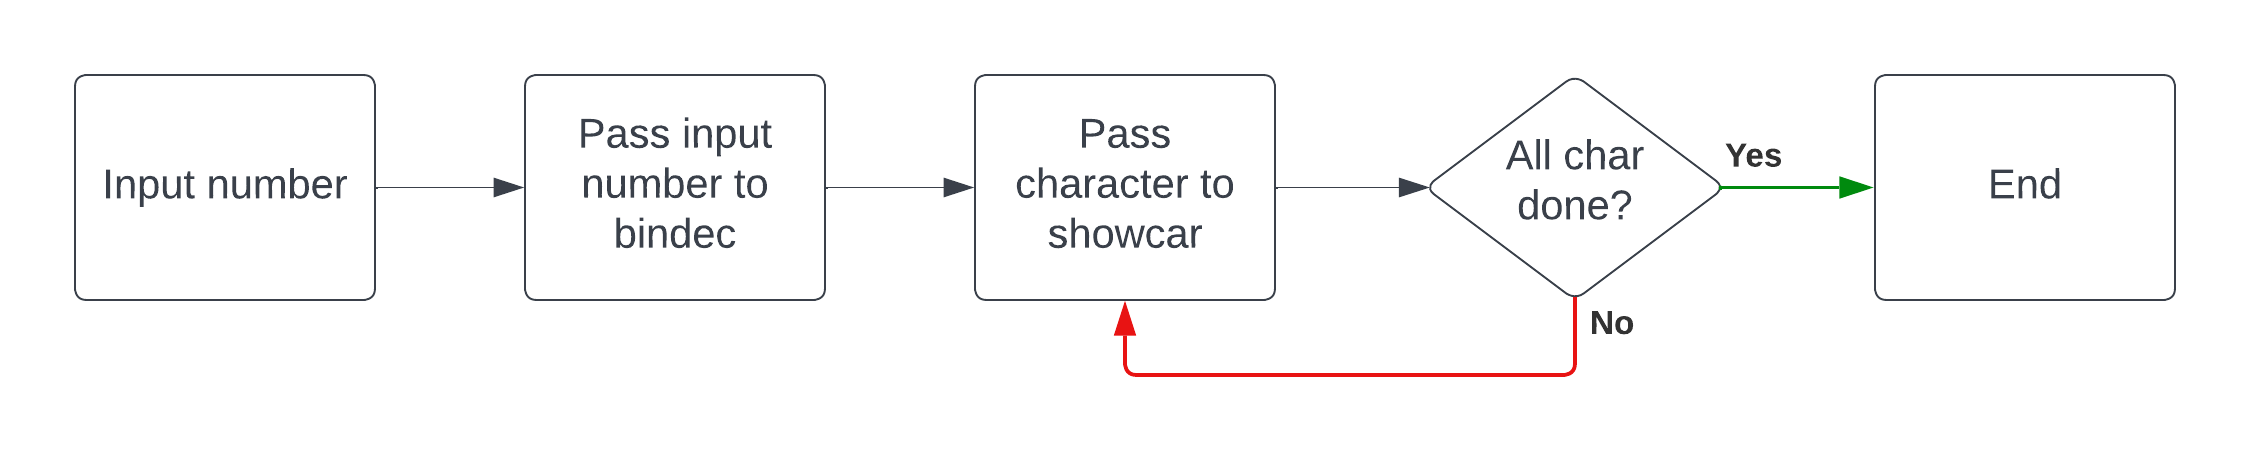 Input number
Pass input
number to
bindec
Pass
character to
showcar
All char
done?
Yes
No
End